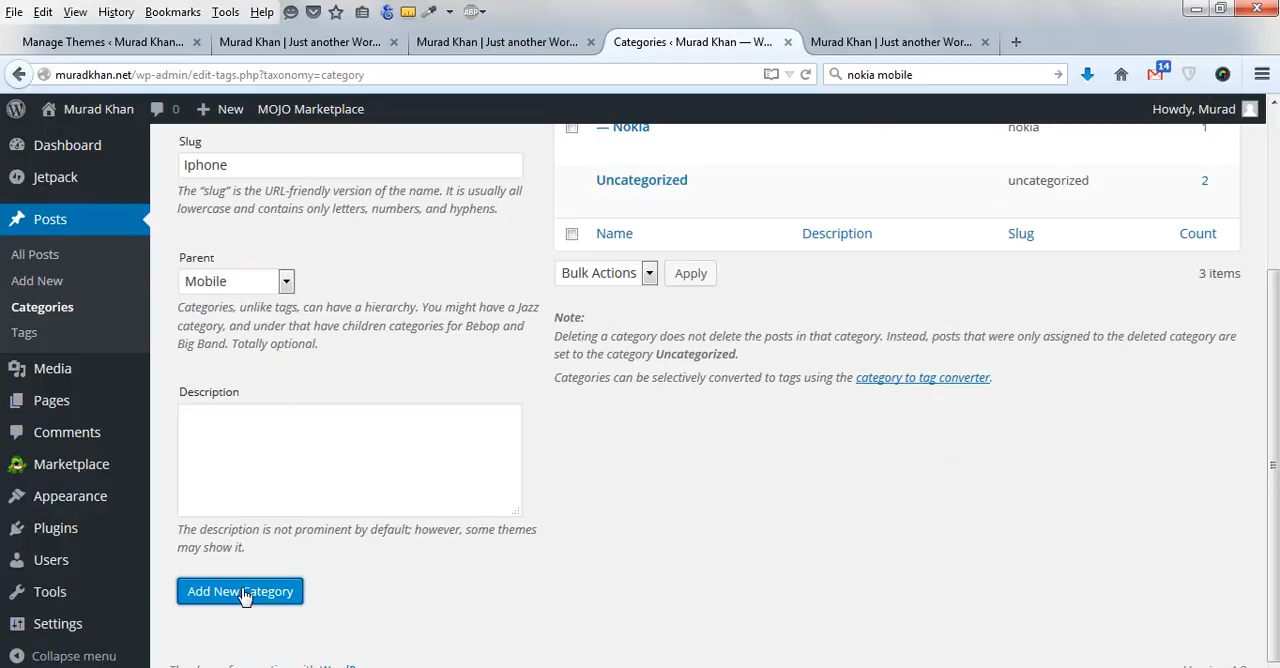 File Edit View History Bookmarks Tools Help ABP
Manage Themes ‹ Murad Khan... × Murad Khan | Just another Wor... × Murad Khan | Just another Wor... × Categories ‹ Murad Khan — W... × Murad Khan | Just another Wor... × +
muradkhan.net/wp-admin/edit-tags.php?taxonomy=category nokia mobile 14
Murad Khan 0 + New MOJO Marketplace Howdy, Murad
Dashboard
Jetpack
Posts
All Posts
Add New
Categories
Tags
Media
Pages
Comments
Marketplace
Appearance
Plugins
Users
Tools
Settings
Collapse menu
Slug
Iphone
The “slug” is the URL-friendly version of the name. It is usually all
lowercase and contains only letters, numbers, and hyphens.
Parent
Mobile
Categories, unlike tags, can have a hierarchy. You might have a Jazz
category, and under that have children categories for Bebop and
Big Band. Totally optional.
Description
The description is not prominent by default; however, some themes
may show it.
Add New Category
— Nokia nokia 1
Uncategorized uncategorized 2
Name Description Slug Count
Bulk Actions Apply 3 items
Note:
Deleting a category does not delete the posts in that category. Instead, posts that were only assigned to the deleted category are
set to the category Uncategorized.
Categories can be selectively converted to tags using the category to tag converter.